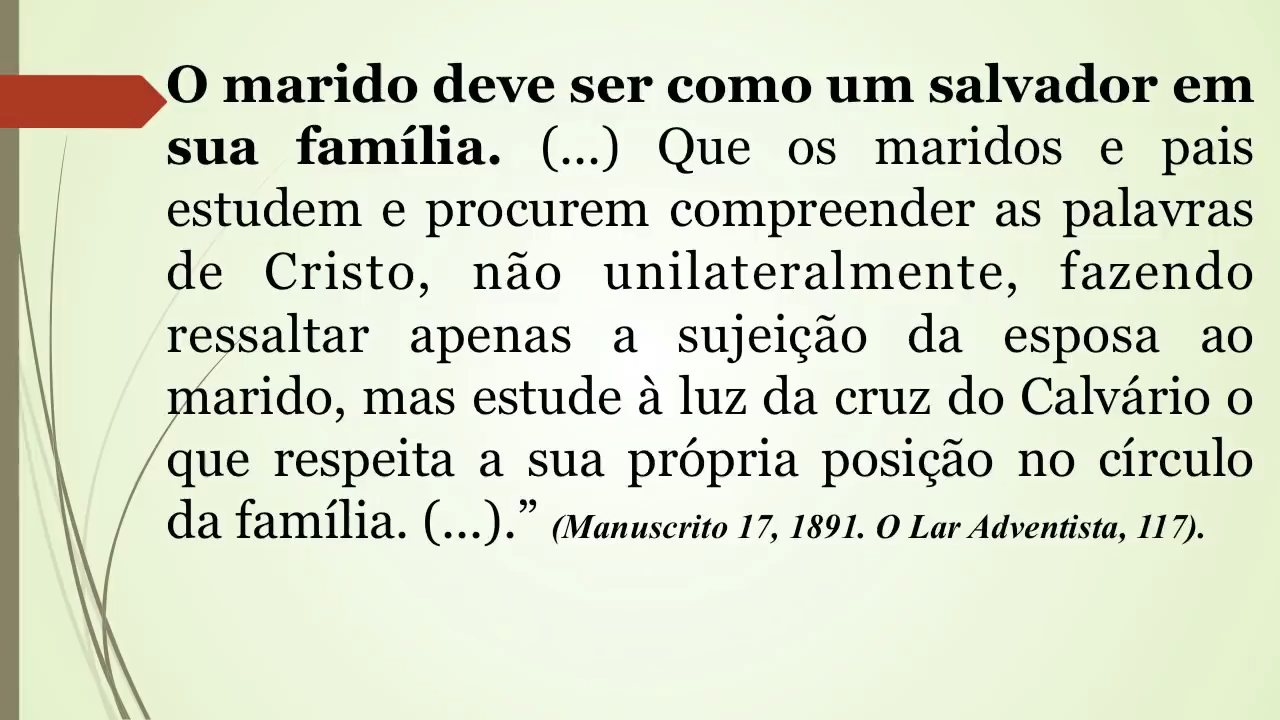 O marido deve ser como um salvador em
sua família. (...) Que os maridos e pais
estudem e procurem compreender as palavras
de Cristo, não unilateralmente, fazendo
ressaltar apenas a sujeição da esposa ao
marido, mas estude à luz da cruz do Calvário o
que respeita a sua própria posição no círculo
da família. (...).” (Manuscrito 17, 1891. O Lar Adventista, 117).